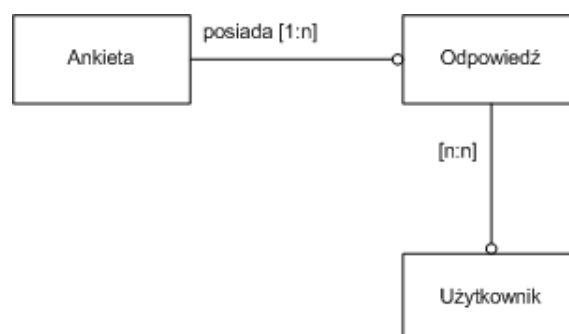 posiada [1:n]
Ankieta
Odpowiedź
[n:n]
Użytkownik